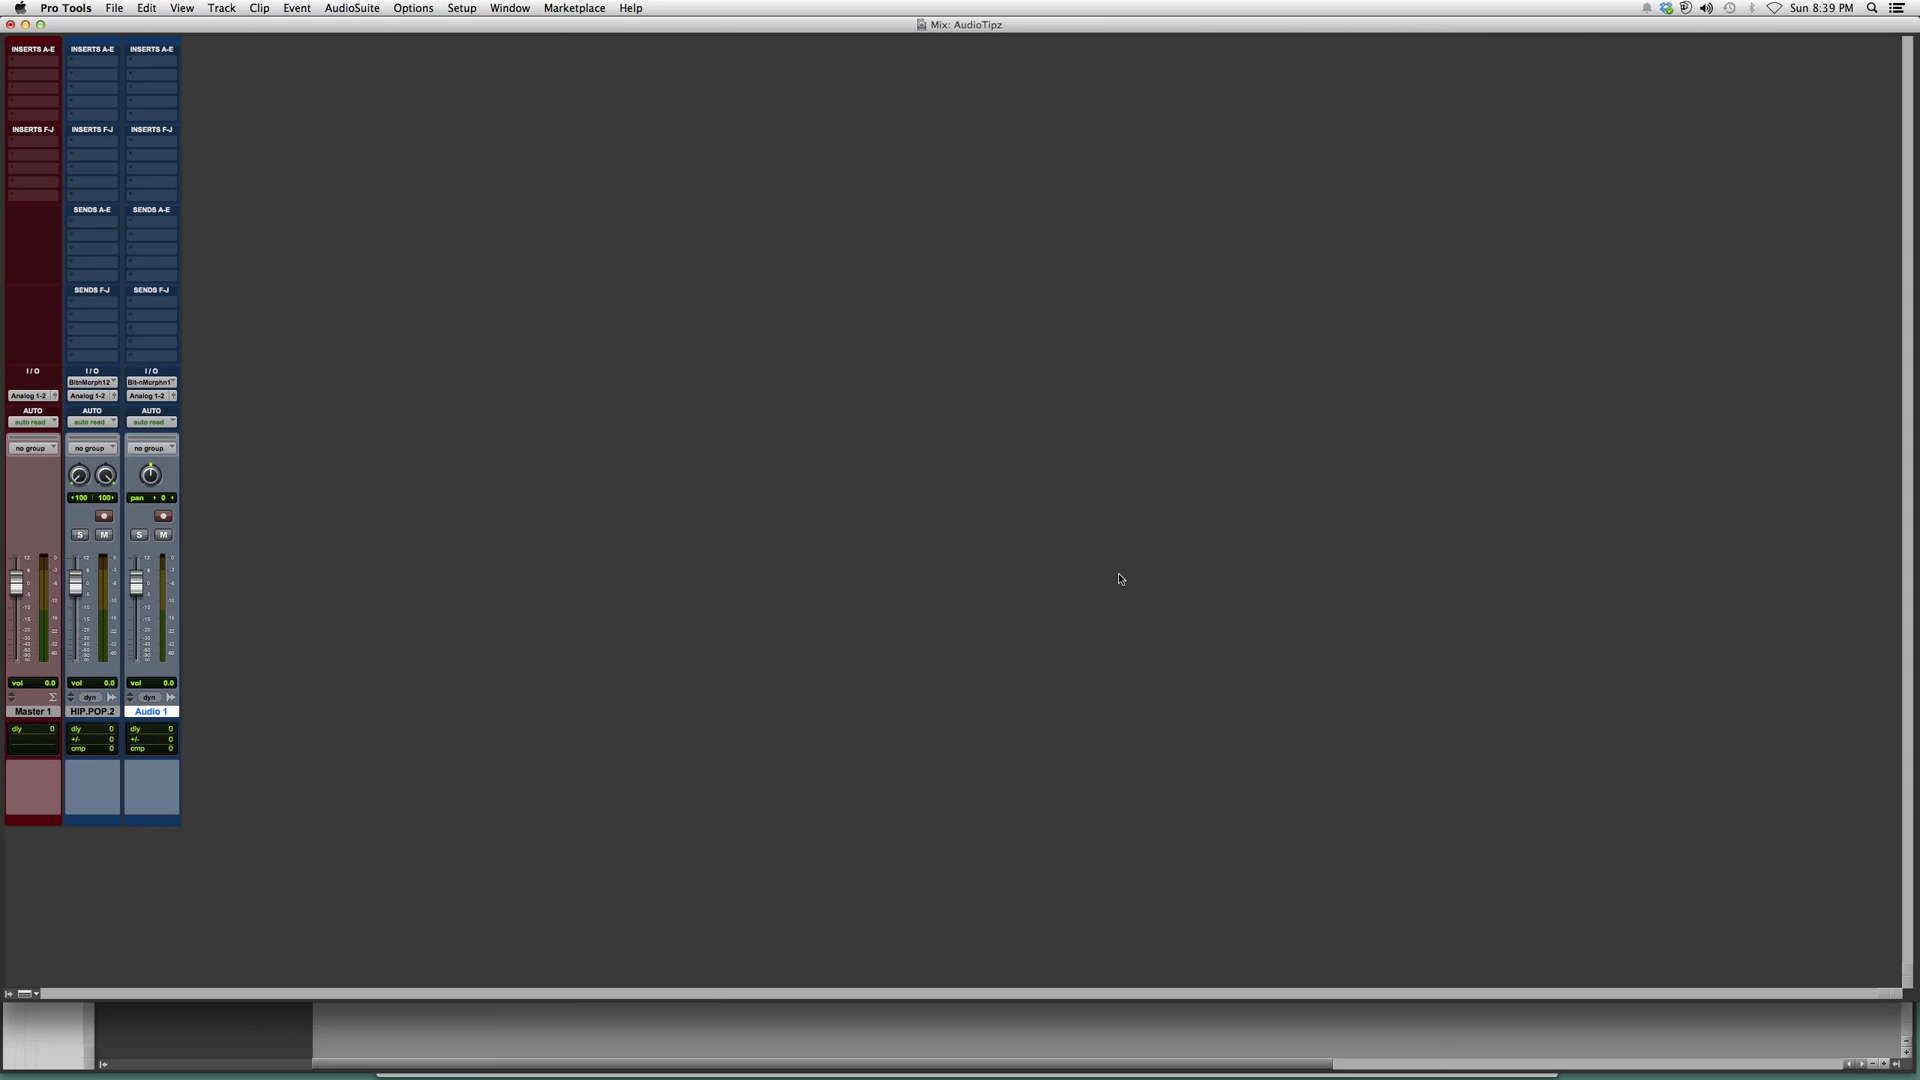 Pro Tools File Edit View Track Clip Event AudioSuite Options Setup Window Marketplace Help Sun 8:39 PM
Mix: AudioTipz
INSERTS A-E INSERTS A-E INSERTS A-E
INSERTS F-J INSERTS F-J INSERTS F-J
SENDS A-E SENDS A-E
SENDS F-J SENDS F-J
I / O I / O I / O
BltnMcrph12 Blt-nMcrphn1
Analog 1-2 Analog 1-2 Analog 1-2
AUTO AUTO AUTO
auto read auto read auto read
no group no group no group
100 100 pan 0
S M S M
vol 0.0 vol 0.0 vol 0.0
Σ dyn dyn
Master 1 HiP.POP.2 Audio 1
dly 0 dly 0 dly 0
+/- 0 +/- 0
cmp 0 cmp 0